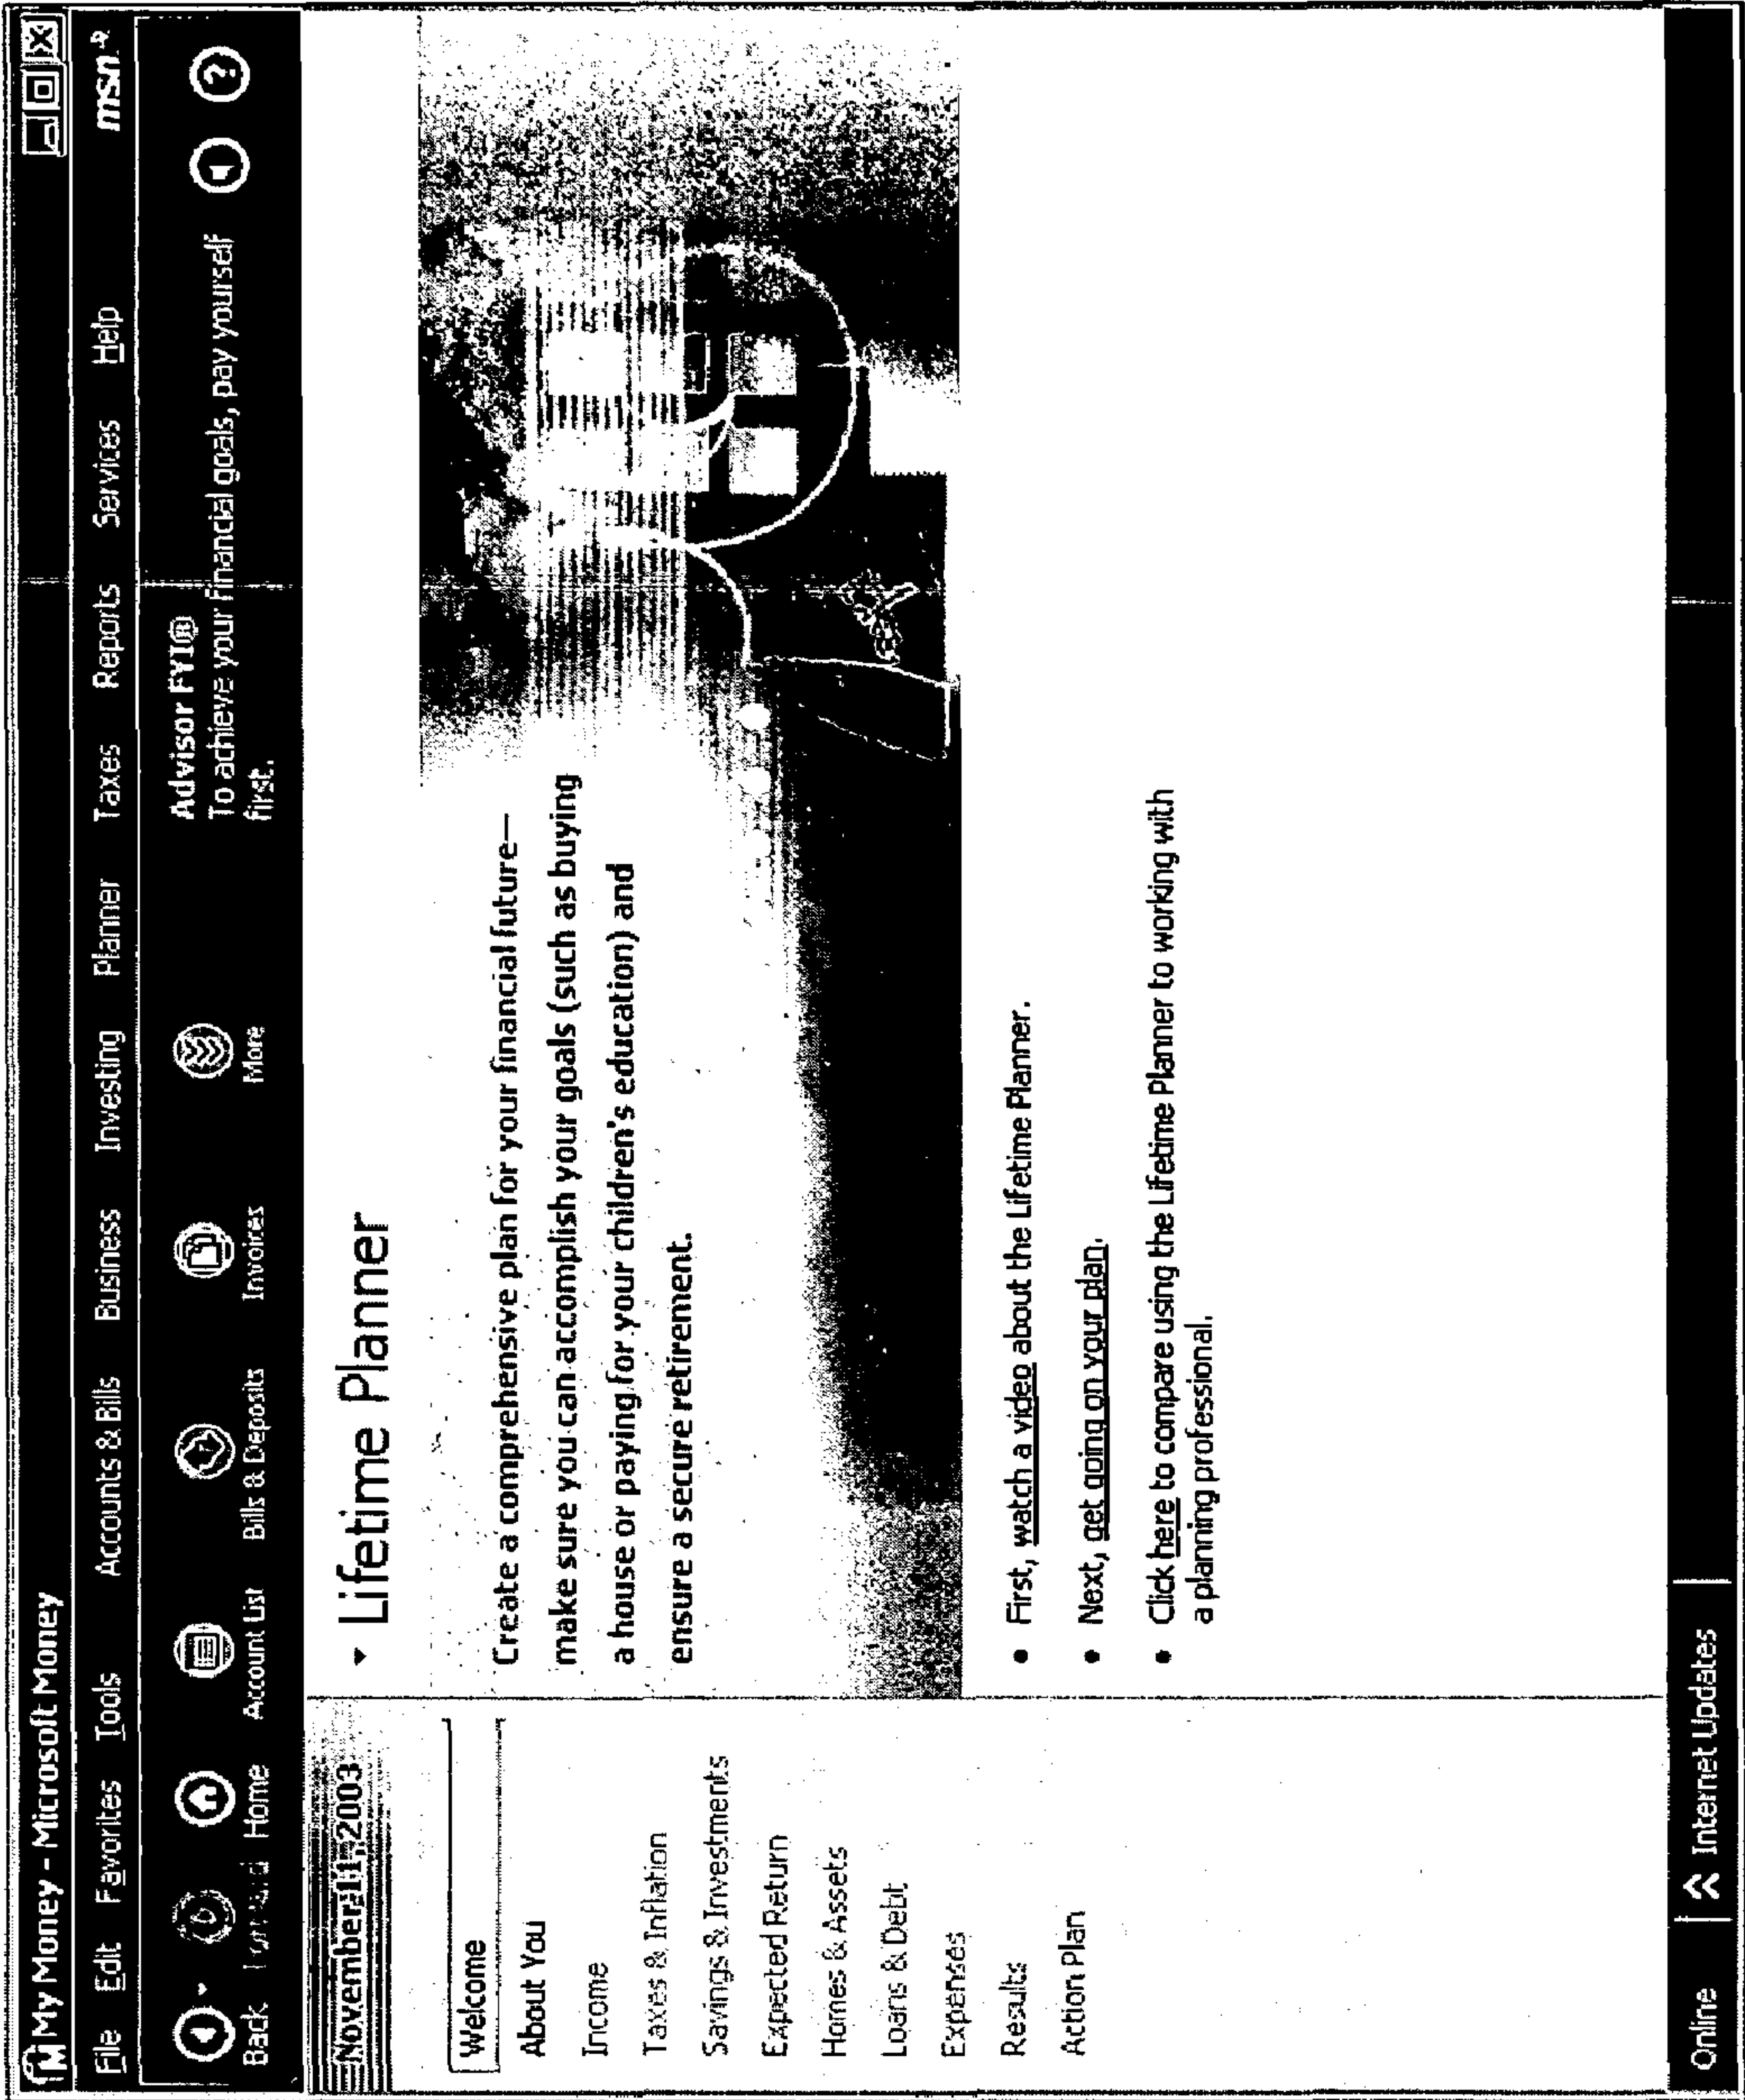 My Money - Microsoft Money
File Edit Favorites Tools Accounts & Bills Business Investing Planner Taxes Reports Services Help msn
Back Forward Home Account List Bills & Deposits Invoices More
Advisor FYI®
To achieve your financial goals, pay yourself
first.
November 11, 2003
Welcome
About You
Income
Taxes & Inflation
Savings & Investments
Expected Return
Homes & Assets
Loans & Debt
Expenses
Results
Action Plan
Lifetime Planner
Create a comprehensive plan for your financial future—
make sure you can accomplish your goals (such as buying
a house or paying for your children's education) and
ensure a secure retirement.
• First, watch a video about the Lifetime Planner.
• Next, get going on your plan.
• Click here to compare using the Lifetime Planner to working with
a planning professional.
Online Internet Updates